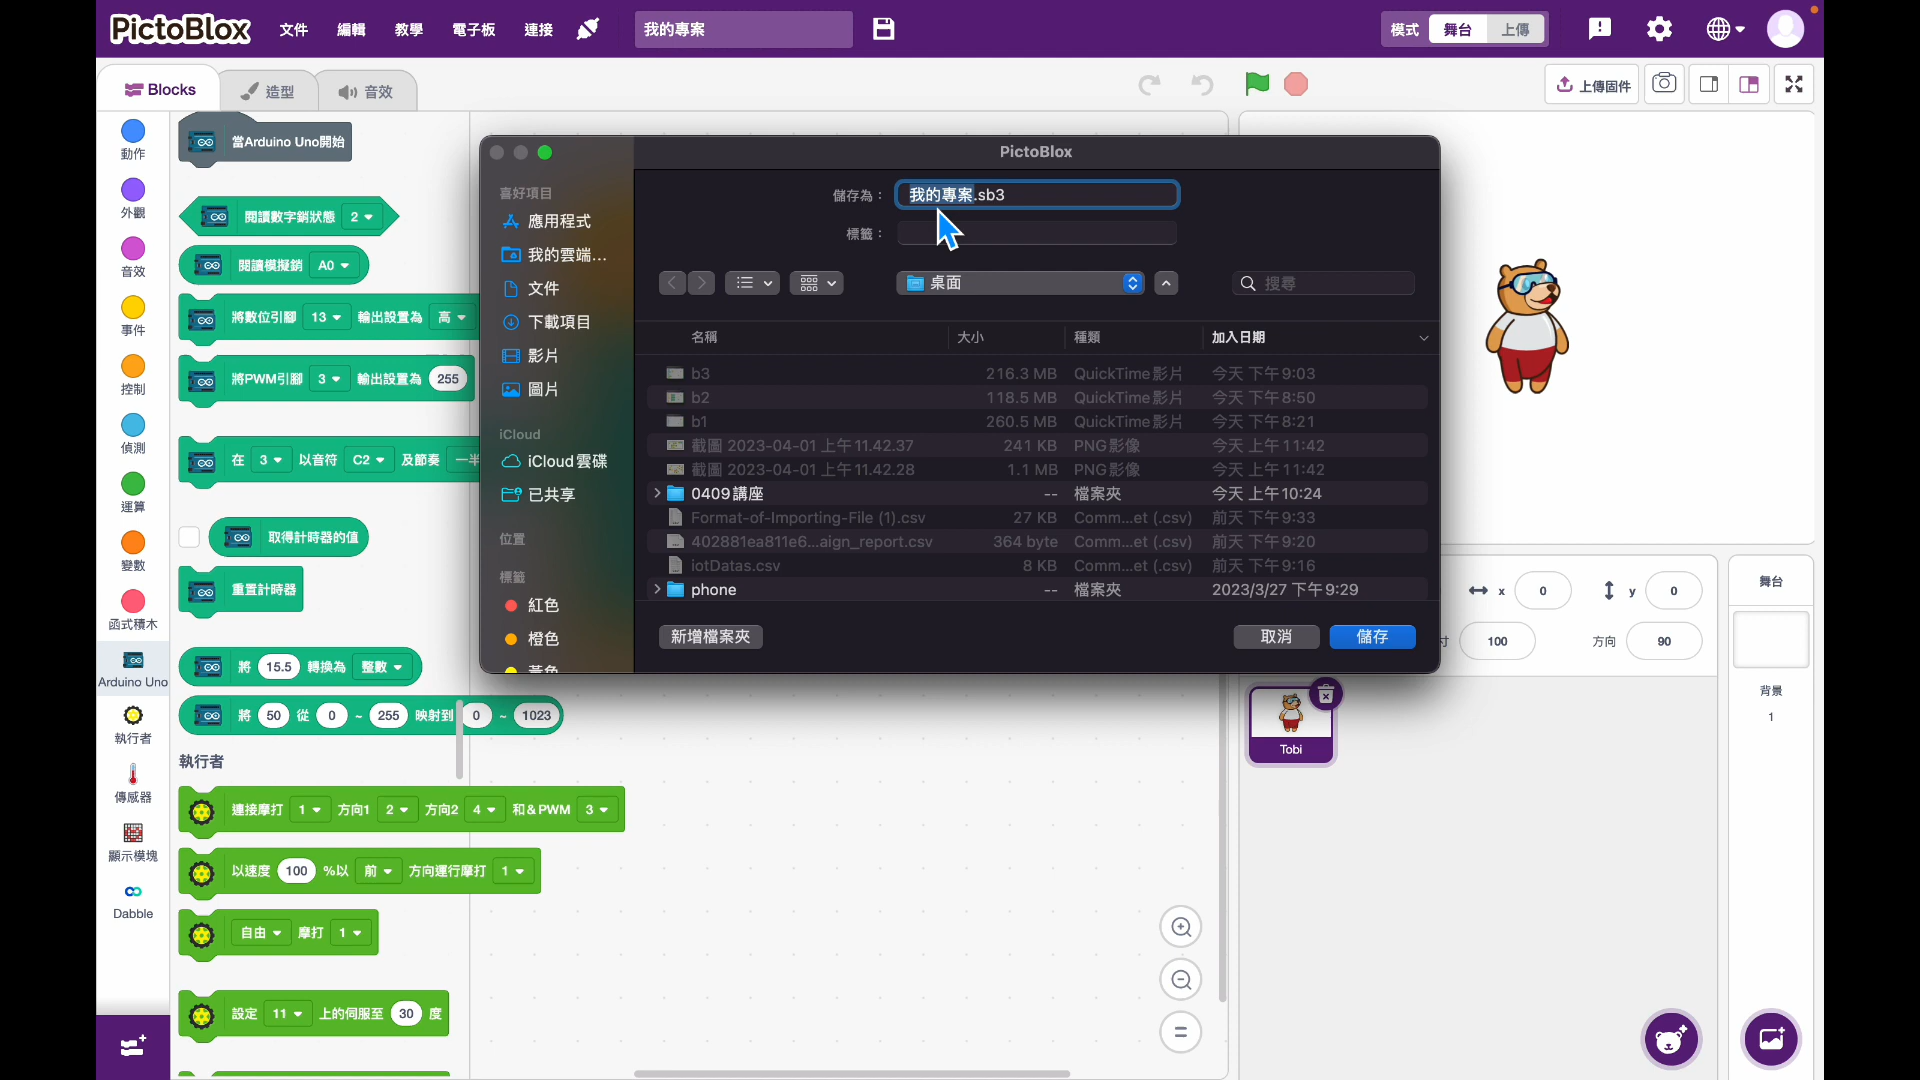 PictoBlox 文件 編輯 教學 電子板 連接 我的專案 模式 舞台 上傳
Blocks 造型 音效 上傳固件
動作
外觀
音效
事件
控制
偵測
運算
變數
函式積木
Arduino Uno
執行者
傳感器
顯示模塊
Dabble
當Arduino Uno開始
閱讀數字銷狀態 2
閱讀模擬銷 A0
將數位引腳 13 輸出設置為 高
將PWM引腳 3 輸出設置為 255
在 3 以音符 C2 及節奏 一半
取得計時器的值
重置計時器
將 15.5 轉換為 整數
將 50 從 0 ~ 255 映射到 0 ~ 1023
執行者
連接摩打 1 方向1 2 方向2 4 和&PWM 3
以速度 100 %以 前 方向運行摩打 1
自由 摩打 1
設定 11 上的伺服至 30 度
PictoBlox
喜好項目
應用程式
我的雲端...
文件
下載項目
影片
圖片
iCloud
iCloud雲碟
已共享
位置
標籤
紅色
橙色
黃色
儲存為：
我的專案.sb3
標籤：
桌面
搜尋
名稱 大小 種類 加入日期
b3 216.3 MB QuickTime影片 今天 下午9:03
b2 118.5 MB QuickTime影片 今天 下午8:50
b1 260.5 MB QuickTime影片 今天 下午8:21
截圖 2023-04-01 上午11.42.37 241 KB PNG影像 今天 上午11:42
截圖 2023-04-01 上午11.42.28 1.1 MB PNG影像 今天 上午11:42
0409講座 -- 檔案夾 今天 上午10:24
Format-of-Importing-File (1).csv 27 KB Comm...et (.csv) 前天 下午9:33
402881ea811e6...aign_report.csv 364 byte Comm...et (.csv) 前天 下午9:20
iotDatas.csv 8 KB Comm...et (.csv) 前天 下午9:16
phone -- 檔案夾 2023/3/27 下午9:29
新增檔案夾 取消 儲存
x 0 y 0
寸 100 方向 90
Tobi
舞台
背景
1